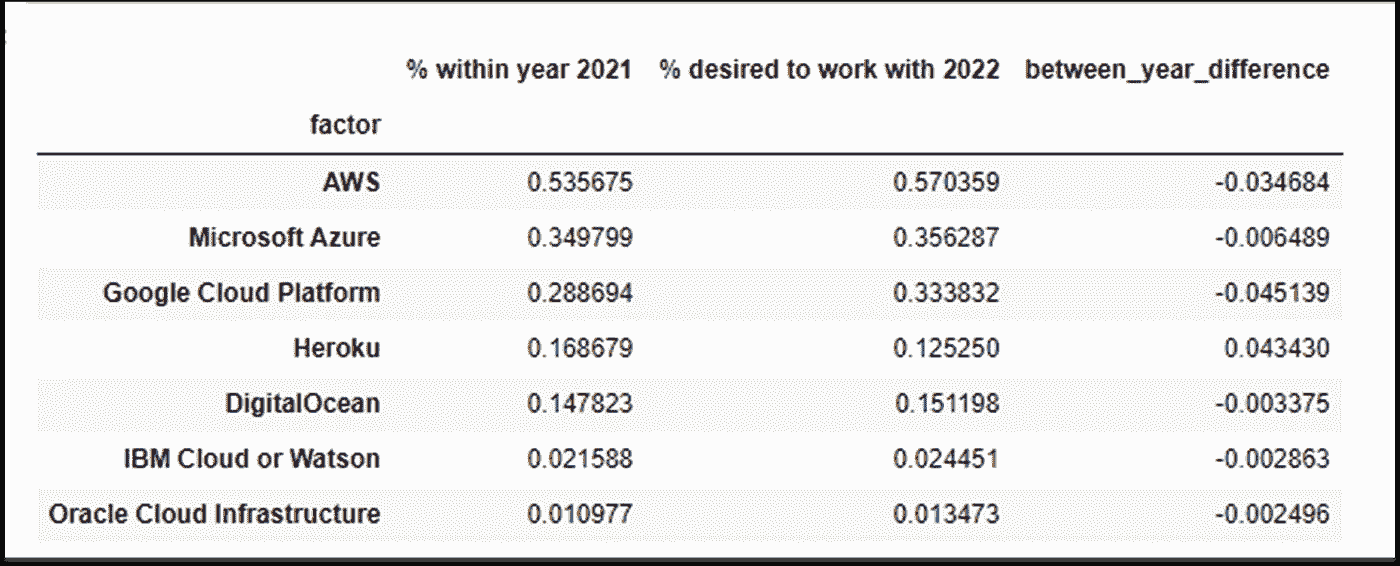 % within year 2021 % desired to work with 2022 between_year_difference
factor
AWS 0.535675 0.570359 -0.034684
Microsoft Azure 0.349799 0.356287 -0.006489
Google Cloud Platform 0.288694 0.333832 -0.045139
Heroku 0.168679 0.125250 0.043430
DigitalOcean 0.147823 0.151198 -0.003375
IBM Cloud or Watson 0.021588 0.024451 -0.002863
Oracle Cloud Infrastructure 0.010977 0.013473 -0.002496